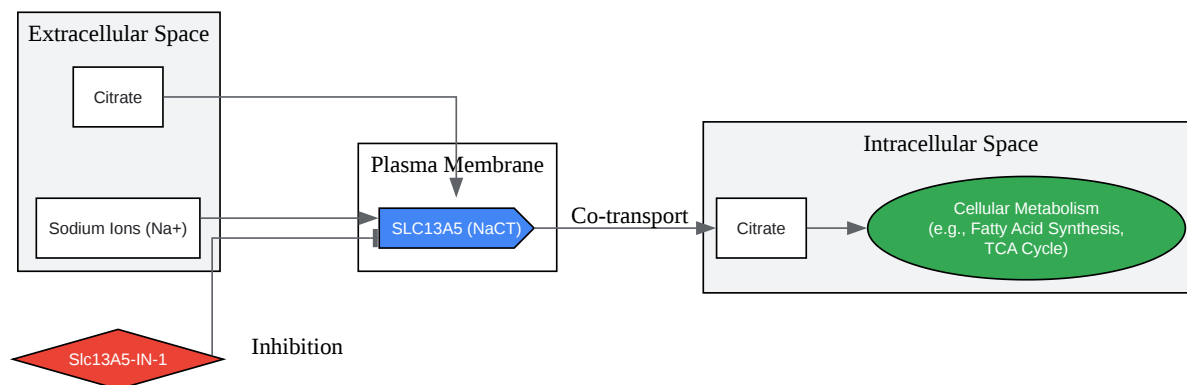 Extracellular Space
Citrate
Sodium Ions (Na+)
Slc13A5-IN-1
Inhibition
Plasma Membrane
SLC13A5 (NaCT)
Co-transport
Intracellular Space
Citrate
Cellular Metabolism
(e.g., Fatty Acid Synthesis,
TCA Cycle)